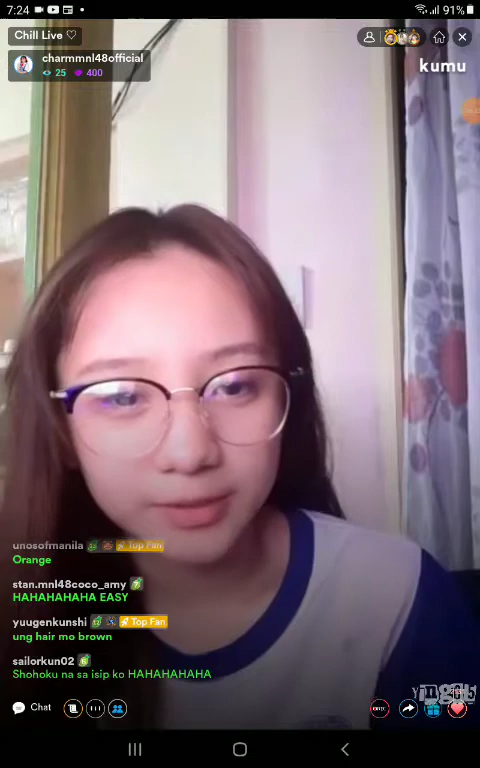 7:24
91%
Chill Live ♡
charmmnl48official
25 400
kumu
unosofmanila Top Fan
Orange
stan.mnl48coco_amy
HAHAHAHAHA EASY
yuugenkunshi Top Fan
ung hair mo brown
sailorkun02
Shohoku na sa isip ko HAHAHAHAHA
Chat